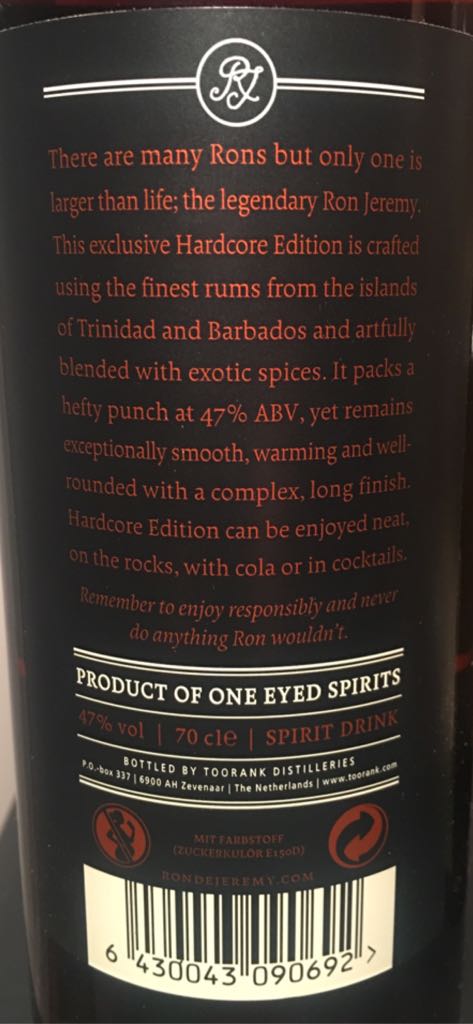 RJ
There are many Rons but only one is
larger than life; the legendary Ron Jeremy.
This exclusive Hardcore Edition is crafted
using the finest rums from the islands
of Trinidad and Barbados and artfully
blended with exotic spices. It packs a
hefty punch at 47% ABV, yet remains
exceptionally smooth, warming and well-
rounded with a complex, long finish.
Hardcore Edition can be enjoyed neat,
on the rocks, with cola or in cocktails.
Remember to enjoy responsibly and never
do anything Ron wouldn't.
PRODUCT OF ONE EYED SPIRITS
47% vol | 70 cl e | SPIRIT DRINK
BOTTLED BY TOORANK DISTILLERIES
P.O.-box 337 | 6900 AH Zevenaar | The Netherlands | www.toorank.com
MIT FARBSTOFF
(ZUCKERKULÖR E150D)
RONDEJEREMY.COM
6 430043 090692 >